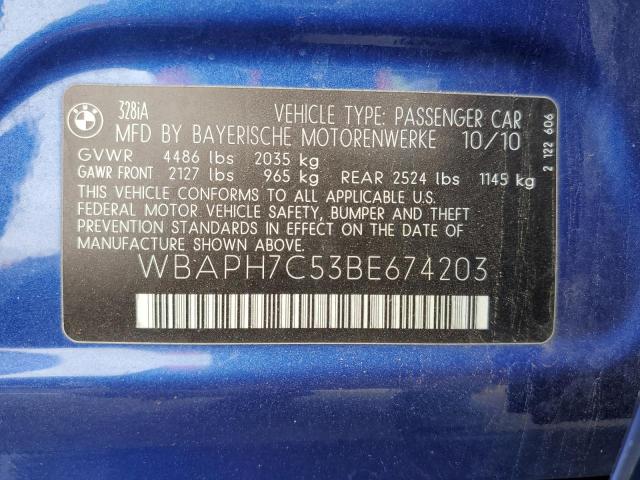 BMW
328iA
VEHICLE TYPE: PASSENGER CAR
MFD BY BAYERISCHE MOTORENWERKE 10/10
GVWR 4486 lbs 2035 kg
GAWR FRONT 2127 lbs 965 kg REAR 2524 lbs 1145 kg
THIS VEHICLE CONFORMS TO ALL APPLICABLE U.S.
FEDERAL MOTOR VEHICLE SAFETY, BUMPER AND THEFT
PREVENTION STANDARDS IN EFFECT ON THE DATE OF
MANUFACTURE SHOWN ABOVE.
WBAPH7C53BE674203
2 122 606